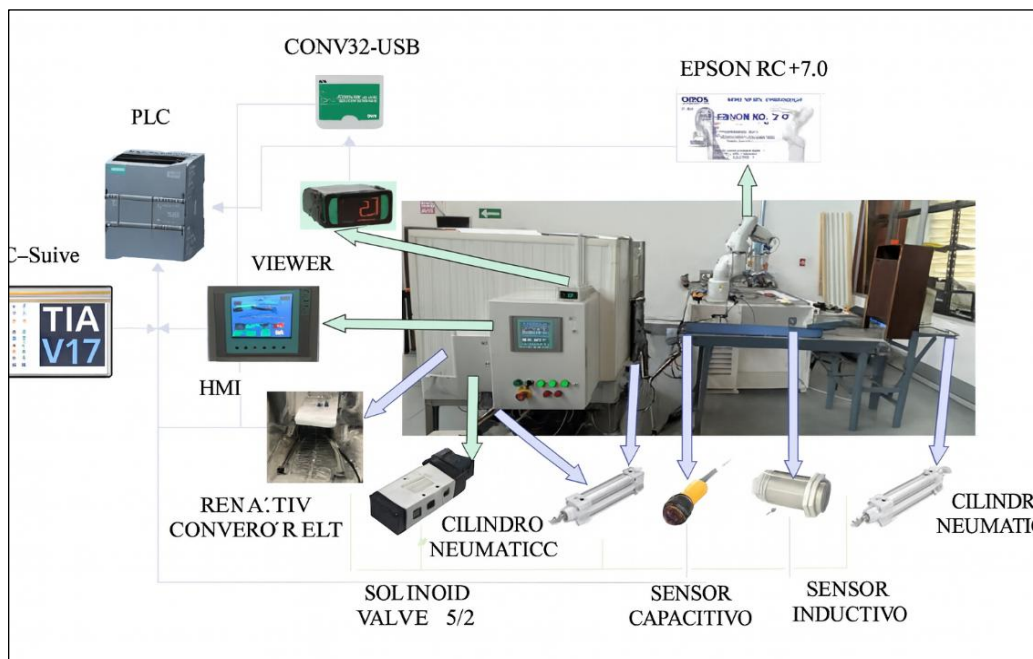 CONV32-USB
EPSON RC+7.0
PLC
C–Suive
TIA
V17
VIEWER
HMI
RENA.TIV
CONVERO´R ELT
CILINDRO
NEUMATICC
CILINDR
NEUMATIC
SOLINOID
VALVE 5/2
SENSOR
CAPACITIVO
SENSOR
INDUCTIVO